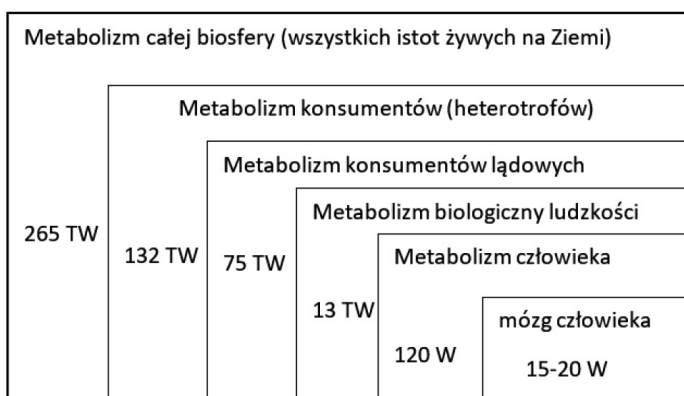 Metabolizm całej biosfery (wszystkich istot żywych na Ziemi)
Metabolizm konsumentów (heterotrofów)
Metabolizm konsumentów lądowych
Metabolizm biologiczny ludzkości
265 TW
132 TW
75 TW
Metabolizm człowieka
13 TW
mózg człowieka
120 W
15-20 W